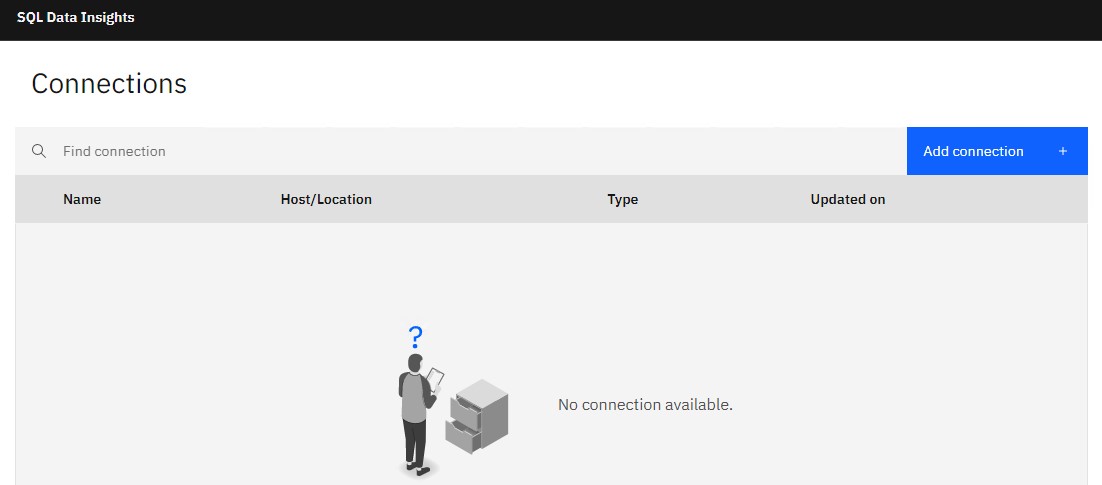 SQL Data Insights
Connections
Find connection
Add connection +
Name Host/Location Type Updated on
?
No connection available.